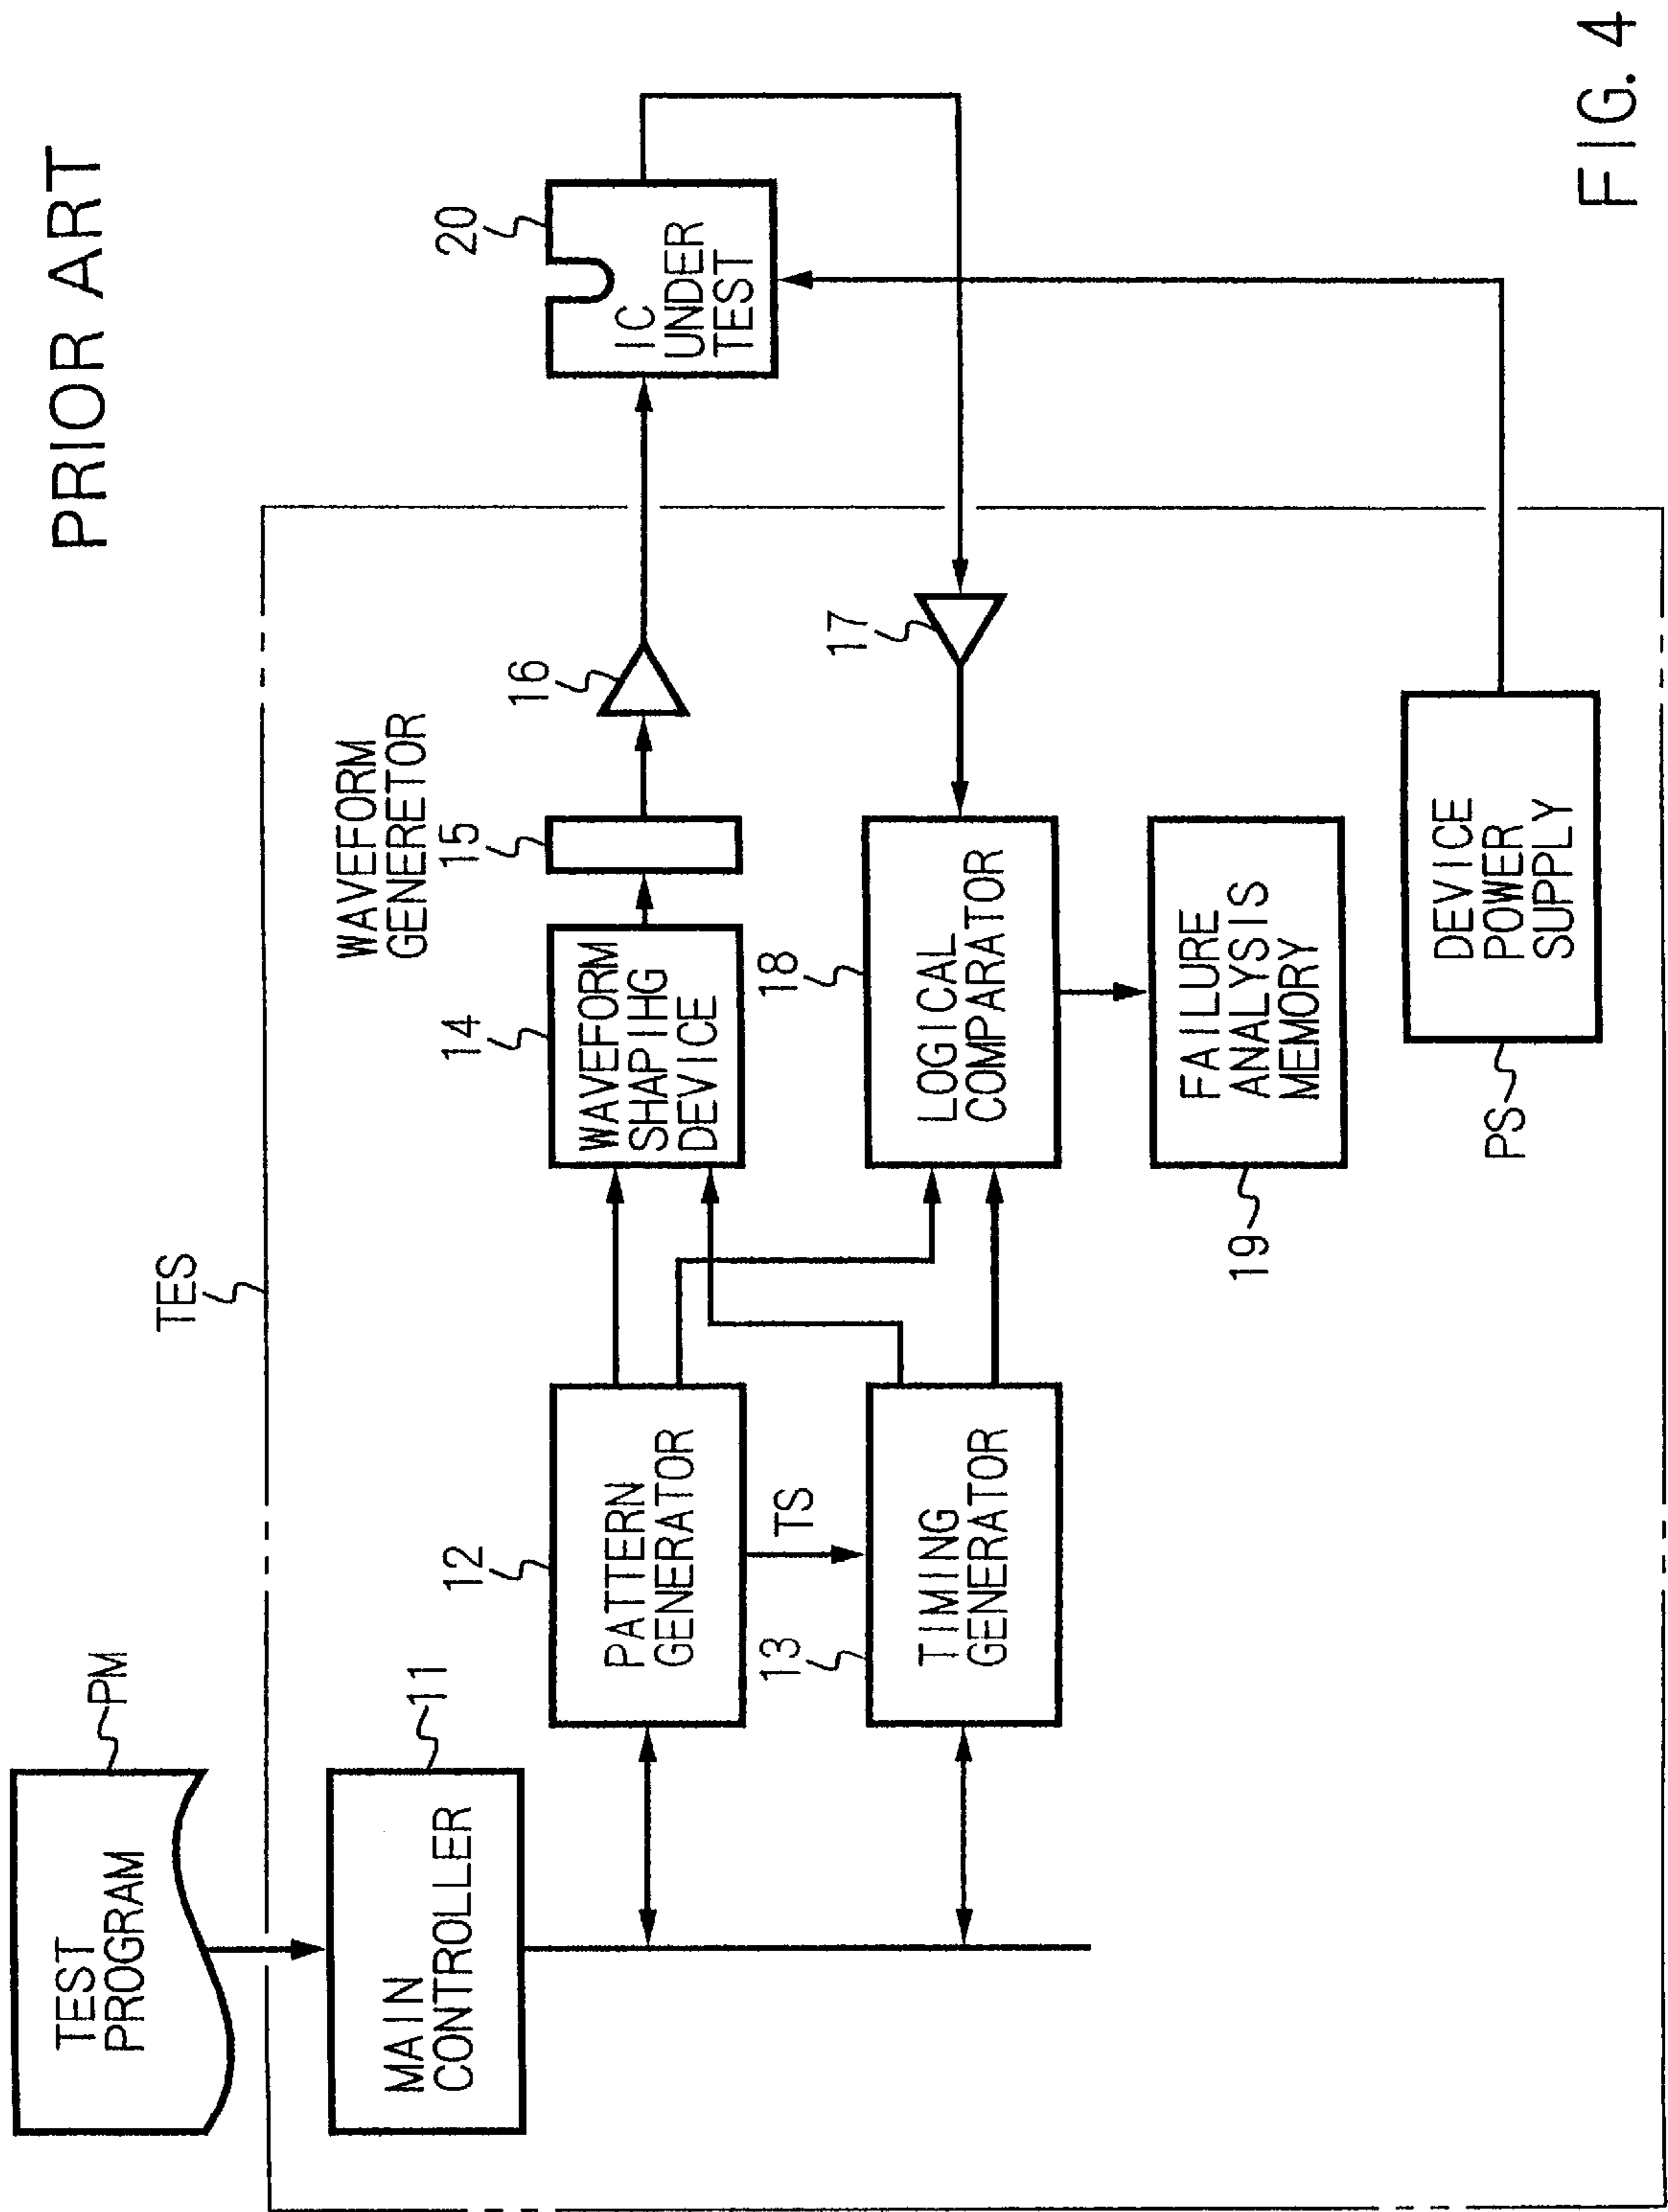 PRIOR ART
TEST
PROGRAM
PM
TES
MAIN
CONTROLLER
11
WAVEFORM
GENERETOR
12
PATTERN
GENERATOR
14
WAVEFORM
SHAPIHG
DEVICE
15
16
20
IC
UNDER
TEST
TS
13
TIMING
GENERATOR
18
LOGICAL
COMPARATOR
17
19
FAILURE
ANALYSIS
MEMORY
PS
DEVICE
POWER
SUPPLY
FIG. 4